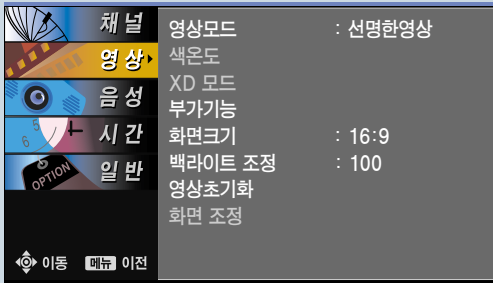 채널
영상
음성
6 5
시간
OPTION
일반
이동 메뉴 이전
영상모드 : 선명한영상
색온도
XD 모드
부가기능
화면크기 : 16:9
백라이트 조정 : 100
영상초기화
화면 조정